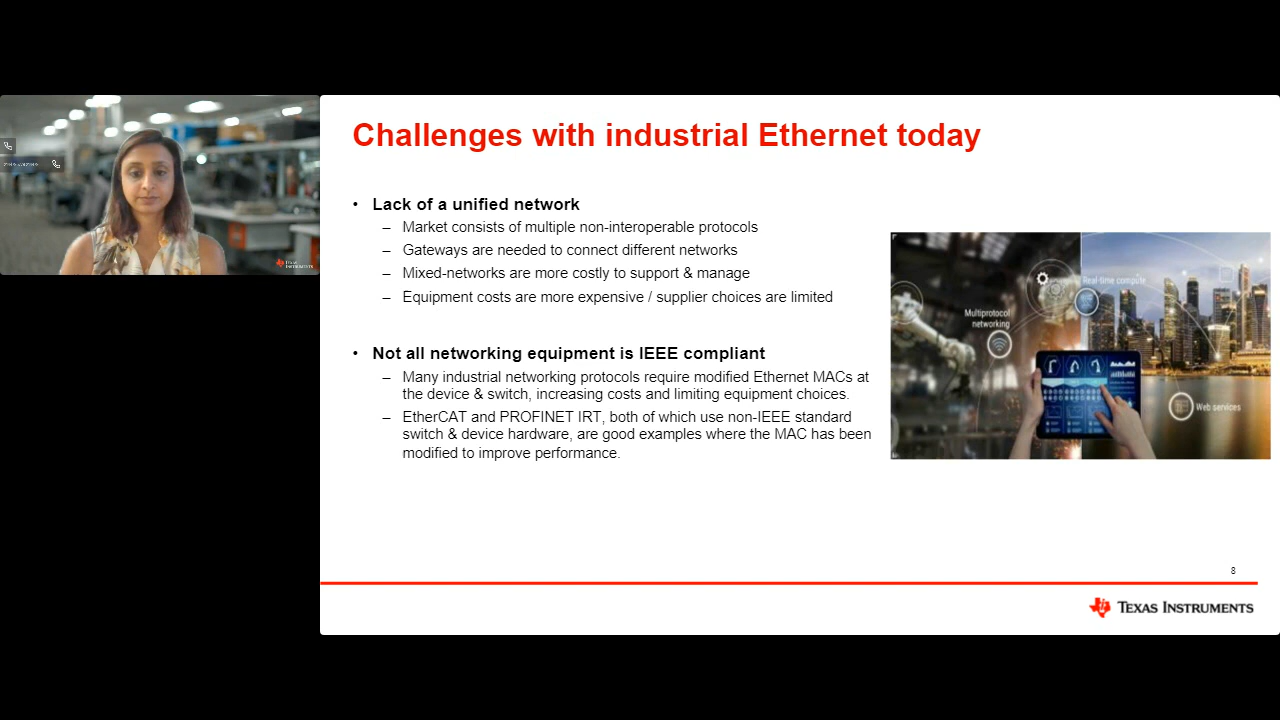 Challenges with industrial Ethernet today
• Lack of a unified network
– Market consists of multiple non-interoperable protocols
– Gateways are needed to connect different networks
– Mixed-networks are more costly to support & manage
– Equipment costs are more expensive / supplier choices are limited
• Not all networking equipment is IEEE compliant
– Many industrial networking protocols require modified Ethernet MACs at
the device & switch, increasing costs and limiting equipment choices.
– EtherCAT and PROFINET IRT, both of which use non-IEEE standard
switch & device hardware, are good examples where the MAC has been
modified to improve performance.
Real-time compute
Multiprotocol
networking
Web services
8
TEXAS INSTRUMENTS
TEXAS
INSTRUMENTS